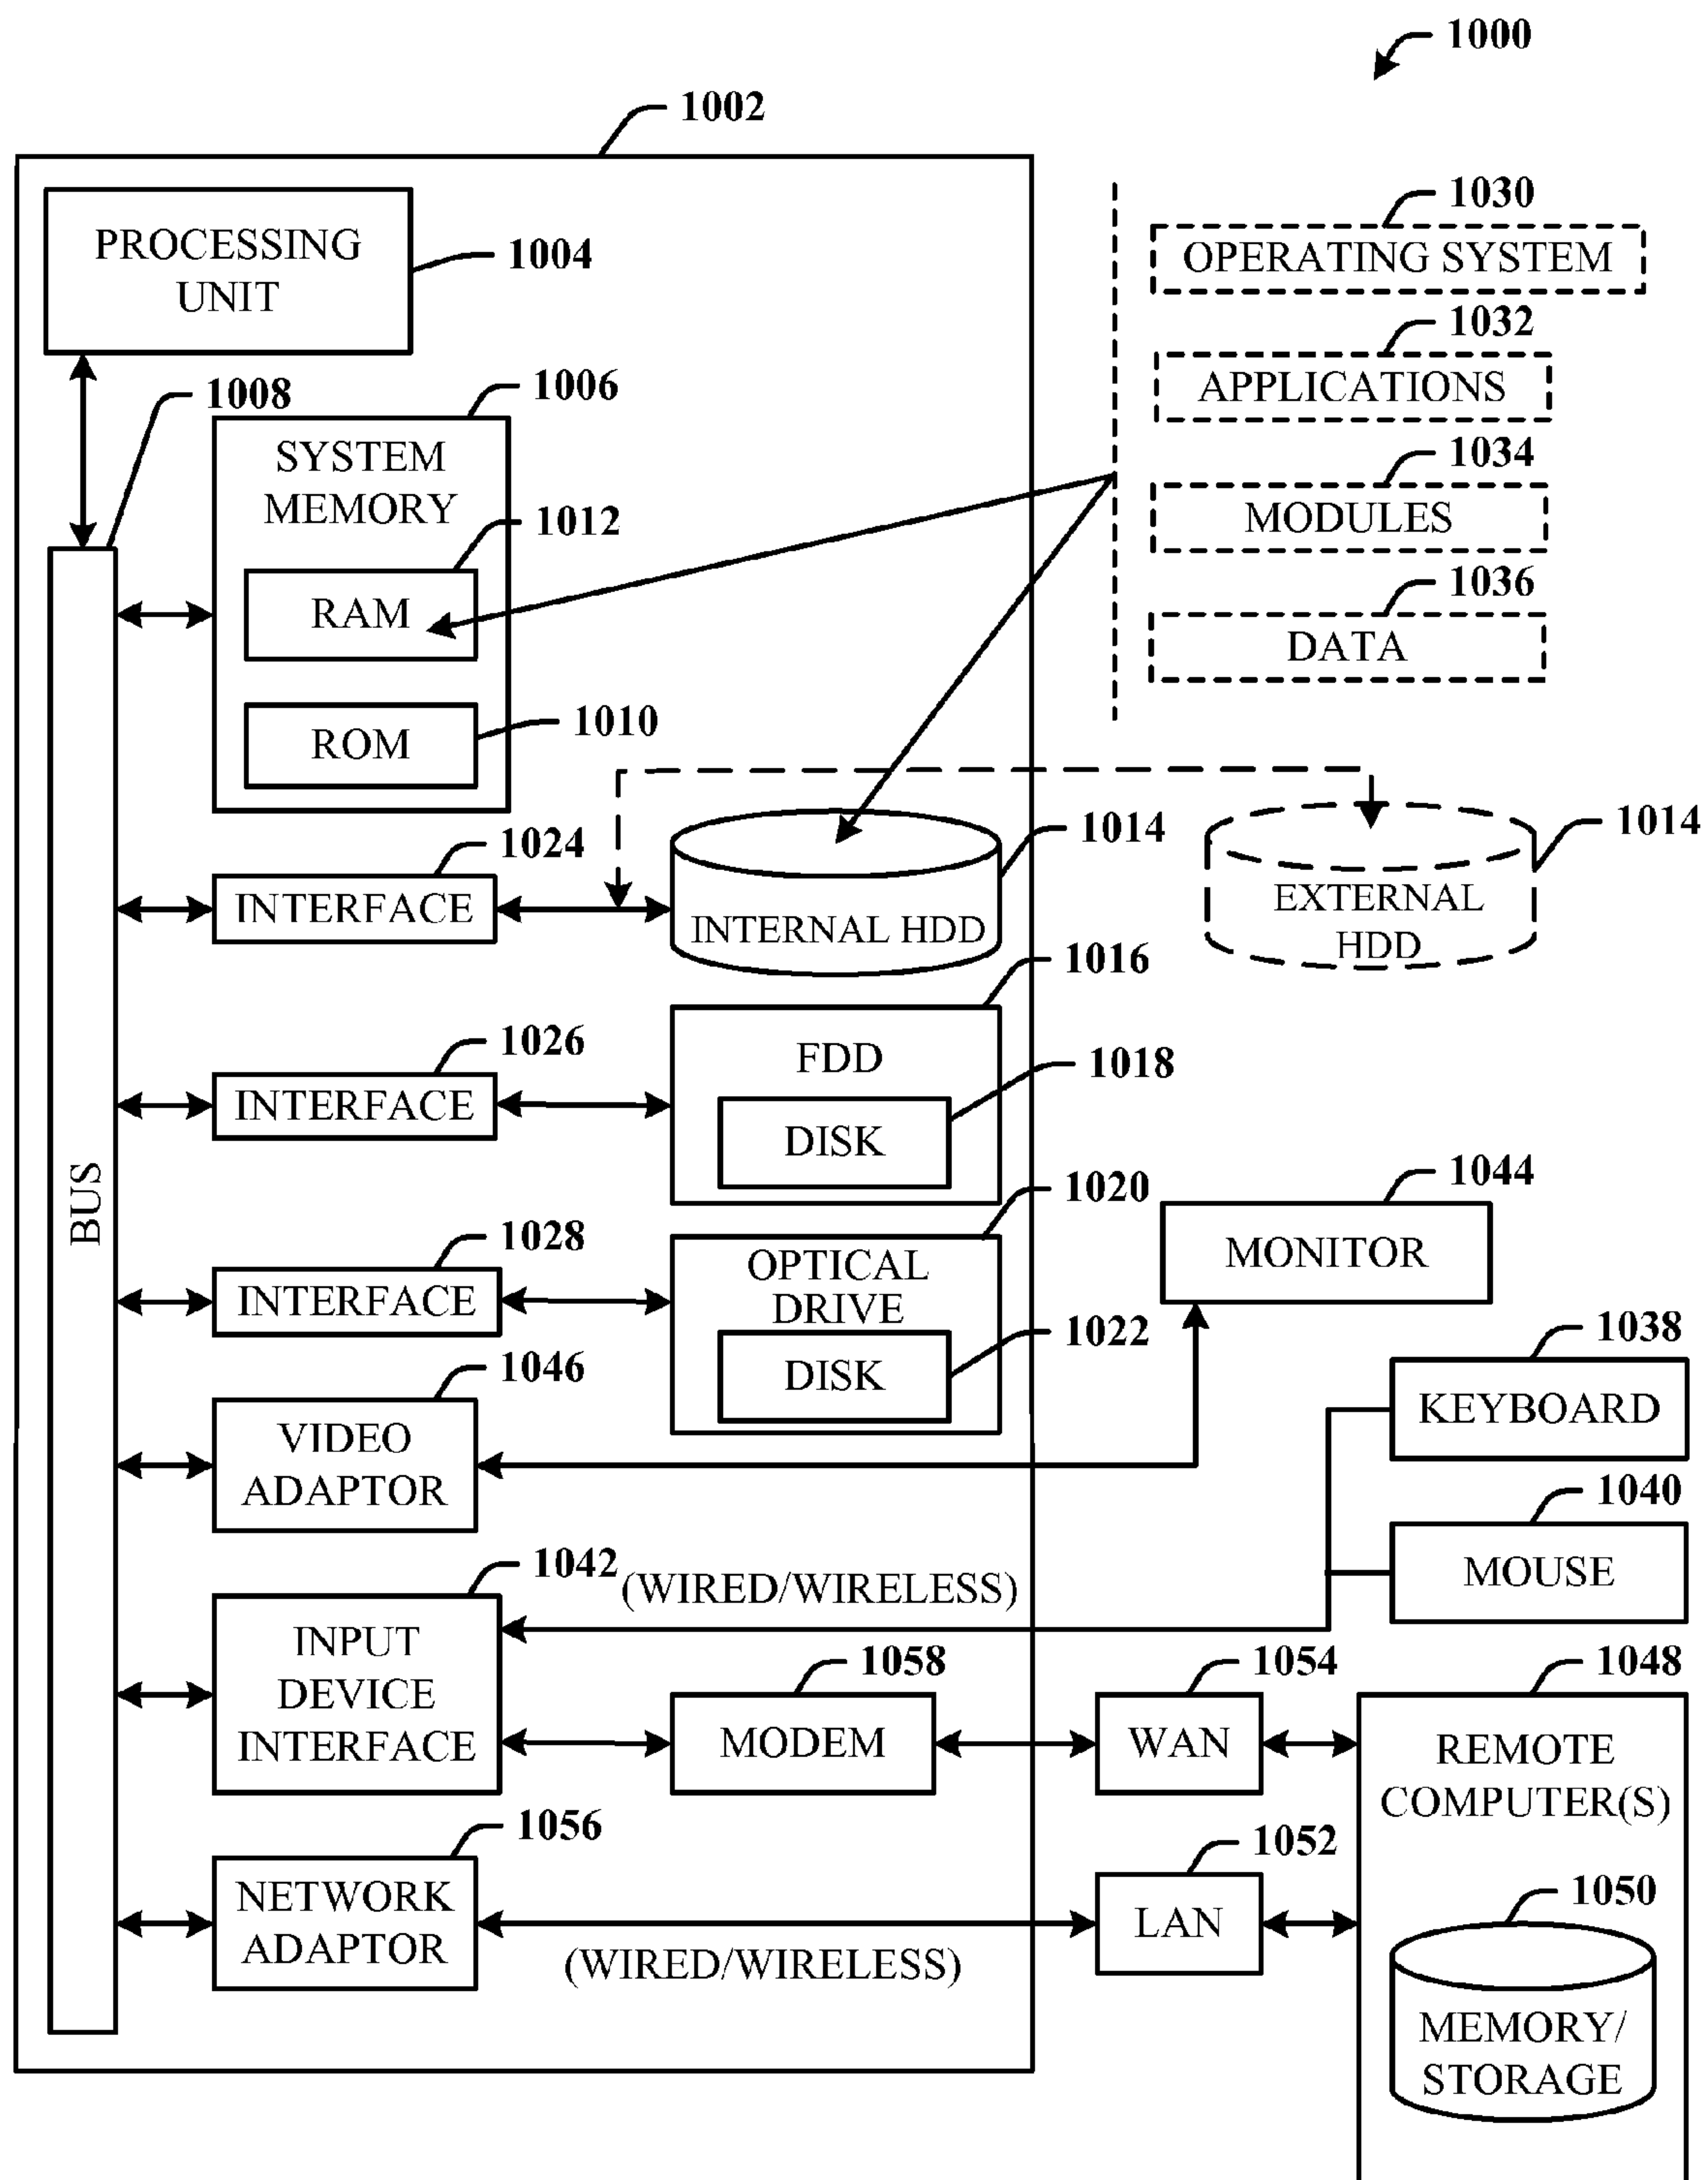 1000
1002
PROCESSING
UNIT
1004
1030
OPERATING SYSTEM
1032
APPLICATIONS
1034
MODULES
1036
DATA
1008
1006
SYSTEM
MEMORY
1012
RAM
1010
ROM
1024
INTERFACE
1014
INTERNAL HDD
1014
EXTERNAL
HDD
1026
INTERFACE
1016
FDD
1018
DISK
BUS
1028
INTERFACE
1020
OPTICAL
DRIVE
1022
DISK
1044
MONITOR
1046
VIDEO
ADAPTOR
1038
KEYBOARD
1040
MOUSE
1042
(WIRED/WIRELESS)
INPUT
DEVICE
INTERFACE
1058
MODEM
1054
WAN
1048
REMOTE
COMPUTER(S)
1056
NETWORK
ADAPTOR
(WIRED/WIRELESS)
1052
LAN
1050
MEMORY/
STORAGE